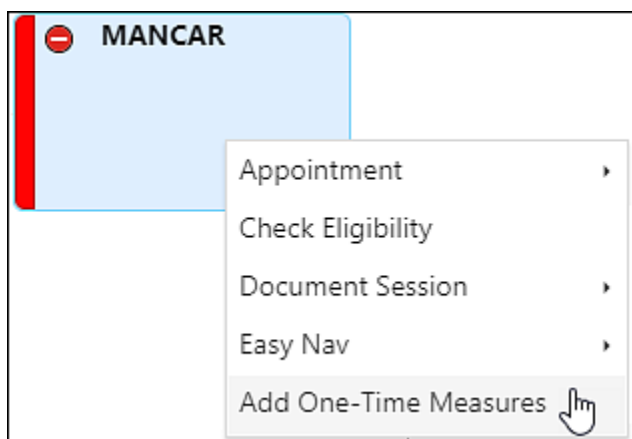 MANCAR
Appointment
Check Eligibility
Document Session
Easy Nav
Add One-Time Measures